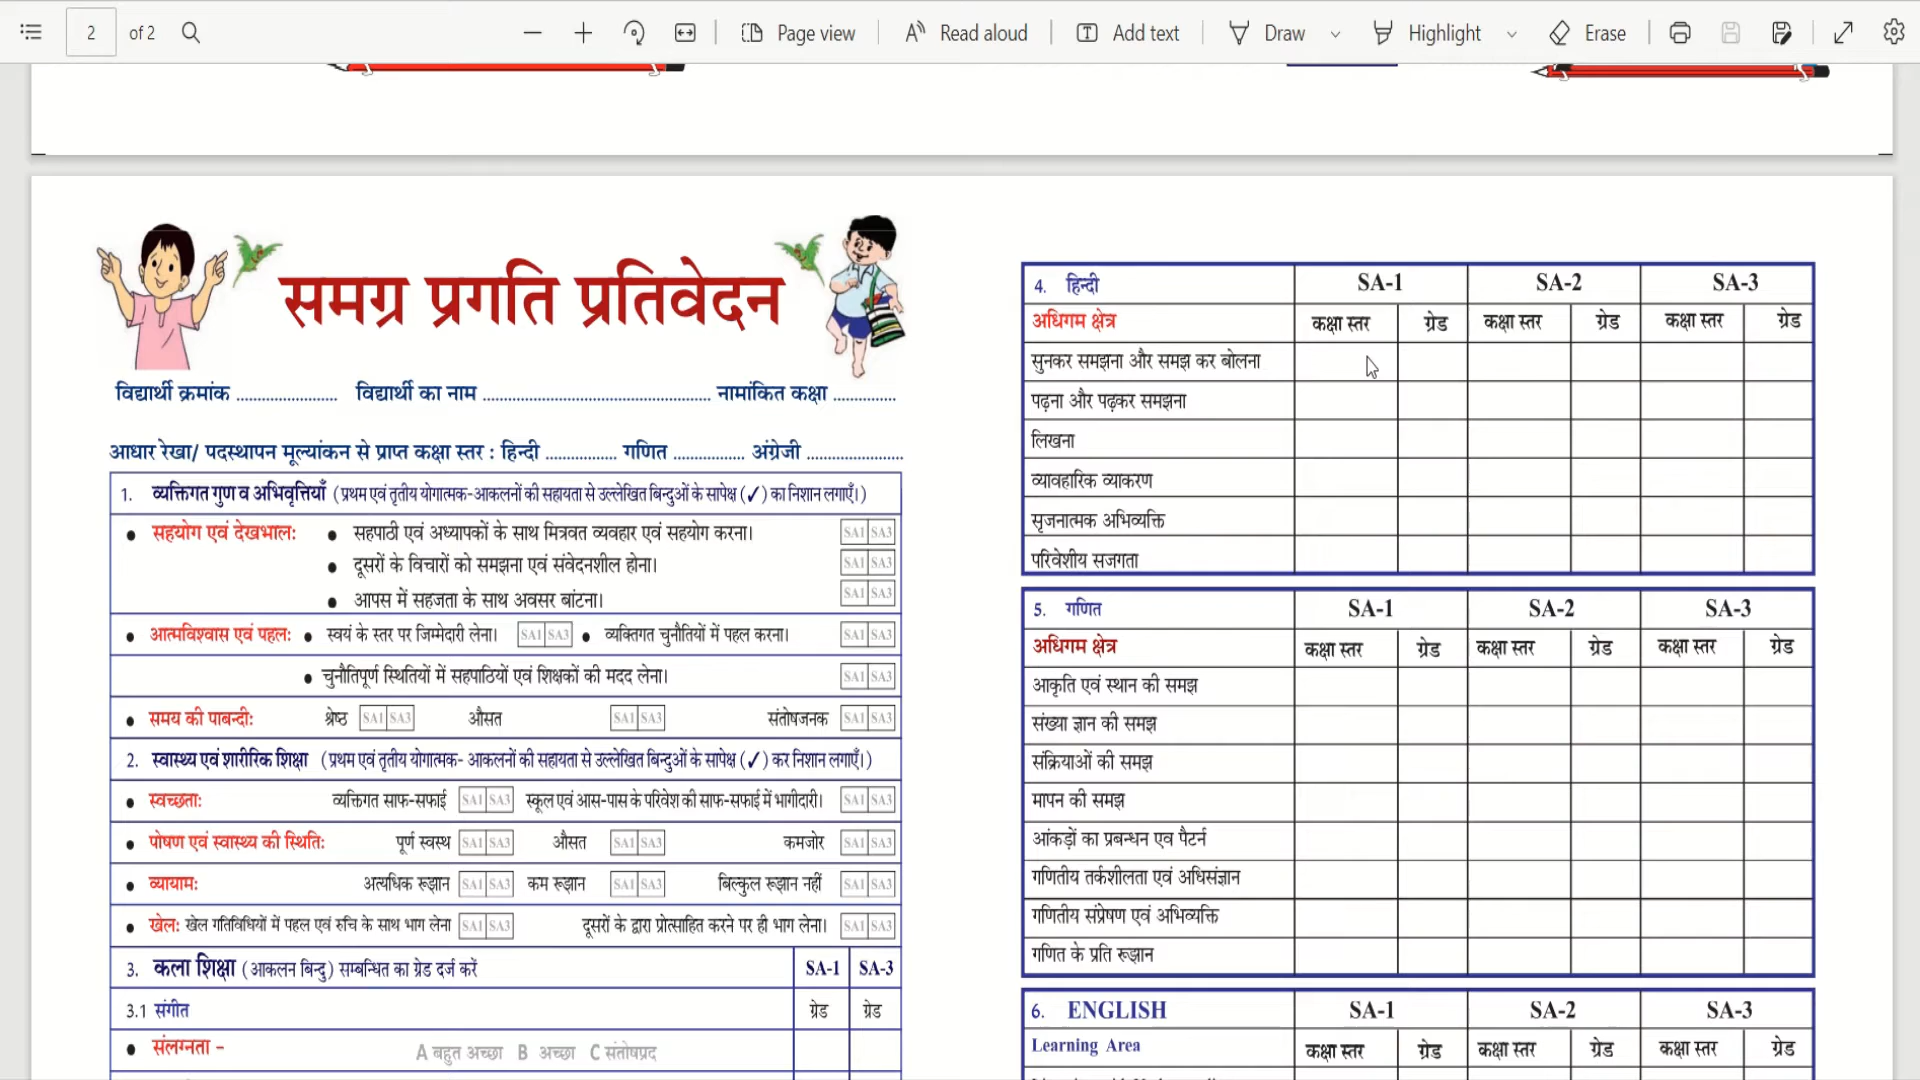 2 of 2 Page view Read aloud Add text Draw Highlight Erase
समग्र प्रगति प्रतिवेदन
विद्यार्थी क्रमांक ........................ विद्यार्थी का नाम ...................................................... नामांकित कक्षा ...............
आधार रेखा/ पदस्थापन मूल्यांकन से प्राप्त कक्षा स्तर : हिन्दी ................. गणित ................. अंग्रेजी .......................
1. व्यक्तिगत गुण व अभिवृत्तियाँ (प्रथम एवं तृतीय योगात्मक-आकलनों की सहायता से उल्लेखित बिन्दुओं के सापेक्ष (✓) का निशान लगाएँ।)
• सहयोग एवं देखभाल: • सहपाठी एवं अध्यापकों के साथ मित्रवत व्यवहार एवं सहयोग करना। SA1 SA3
• दूसरों के विचारों को समझना एवं संवेदनशील होना। SA1 SA3
• आपस में सहजता के साथ अवसर बांटना। SA1 SA3
• आत्मविश्वास एवं पहल: • स्वयं के स्तर पर जिम्मेदारी लेना। SA1 SA3 • व्यक्तिगत चुनौतियों में पहल करना। SA1 SA3
• चुनौतिपूर्ण स्थितियों में सहपाठियों एवं शिक्षकों की मदद लेना। SA1 SA3
• समय की पाबन्दी: श्रेष्ठ SA1 SA3 औसत SA1 SA3 संतोषजनक SA1 SA3
2. स्वास्थ्य एवं शारीरिक शिक्षा (प्रथम एवं तृतीय योगात्मक- आकलनों की सहायता से उल्लेखित बिन्दुओं के सापेक्ष (✓) कर निशान लगाएँ।)
• स्वच्छता: व्यक्तिगत साफ-सफाई SA1 SA3 स्कूल एवं आस-पास के परिवेश की साफ-सफाई में भागीदारी। SA1 SA3
• पोषण एवं स्वास्थ्य की स्थिति: पूर्ण स्वस्थ SA1 SA3 औसत SA1 SA3 कमजोर SA1 SA3
• व्यायाम: अत्यधिक रूझान SA1 SA3 कम रूझान SA1 SA3 बिल्कुल रूझान नहीं SA1 SA3
• खेल: खेल गतिविधियों में पहल एवं रुचि के साथ भाग लेना SA1 SA3 दूसरों के द्वारा प्रोत्साहित करने पर ही भाग लेना। SA1 SA3
3. कला शिक्षा (आकलन बिन्दु) सम्बन्धित का ग्रेड दर्ज करें SA-1 SA-3
3.1 संगीत ग्रेड ग्रेड
• संलग्नता - A बहुत अच्छा B अच्छा C संतोषप्रद
4. हिन्दी SA-1 SA-2 SA-3
अधिगम क्षेत्र कक्षा स्तर ग्रेड कक्षा स्तर ग्रेड कक्षा स्तर ग्रेड
सुनकर समझना और समझ कर बोलना
पढ़ना और पढ़कर समझना
लिखना
व्यावहारिक व्याकरण
सृजनात्मक अभिव्यक्ति
परिवेशीय सजगता
5. गणित SA-1 SA-2 SA-3
अधिगम क्षेत्र कक्षा स्तर ग्रेड कक्षा स्तर ग्रेड कक्षा स्तर ग्रेड
आकृति एवं स्थान की समझ
संख्या ज्ञान की समझ
संक्रियाओं की समझ
मापन की समझ
आंकड़ों का प्रबन्धन एव पैटर्न
गणितीय तर्कशीलता एवं अधिसंज्ञान
गणितीय संप्रेषण एवं अभिव्यक्ति
गणित के प्रति रूझान
6. ENGLISH SA-1 SA-2 SA-3
Learning Area कक्षा स्तर ग्रेड कक्षा स्तर ग्रेड कक्षा स्तर ग्रेड